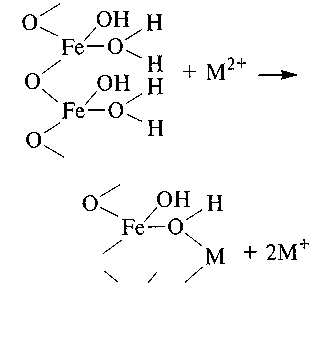 O OH H
Fe—O
H
O OH H + M²⁺ →
Fe—O
H
O
O OH H
Fe—O
M + 2M⁺